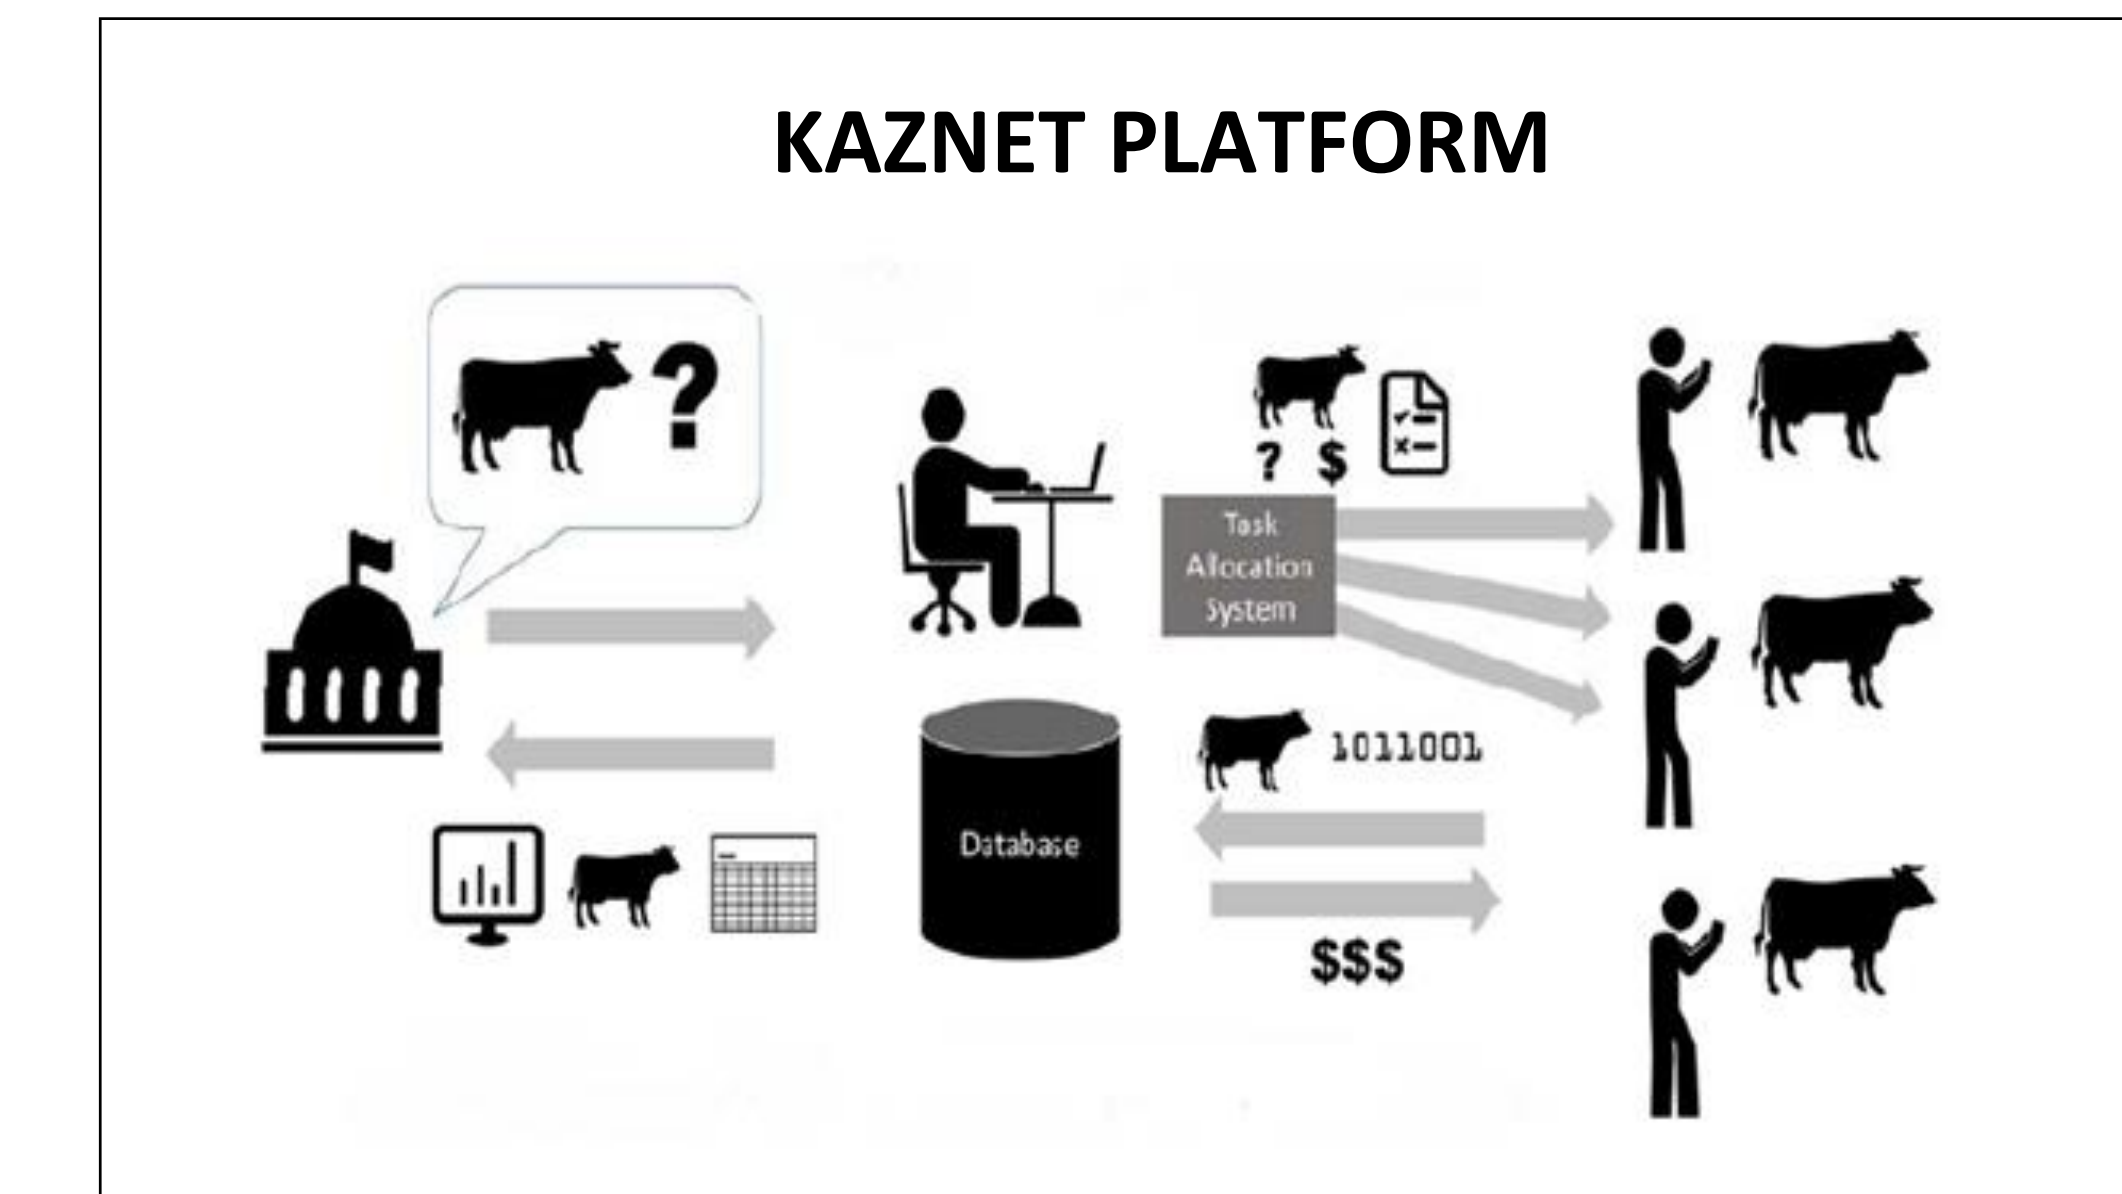 KAZNET PLATFORM
?
? $
Task
Allocation
System
1011001
Database
$$$